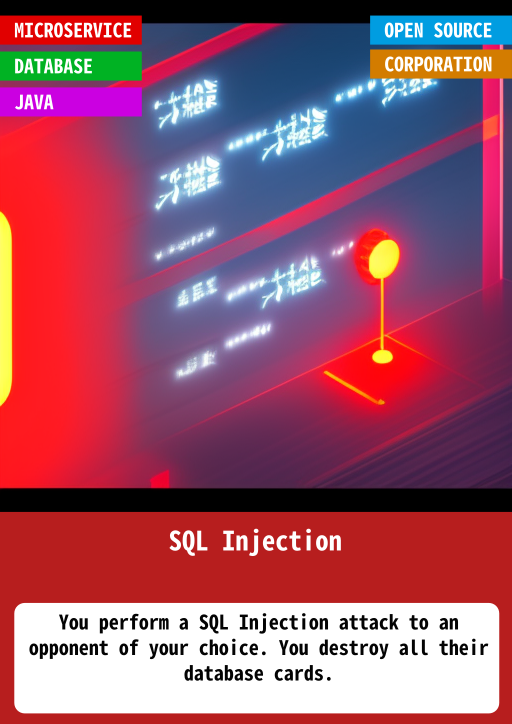 MICROSERVICE
OPEN SOURCE
DATABASE
CORPORATION
JAVA
SQL Injection
You perform a SQL Injection attack to an
opponent of your choice. You destroy all their
database cards.